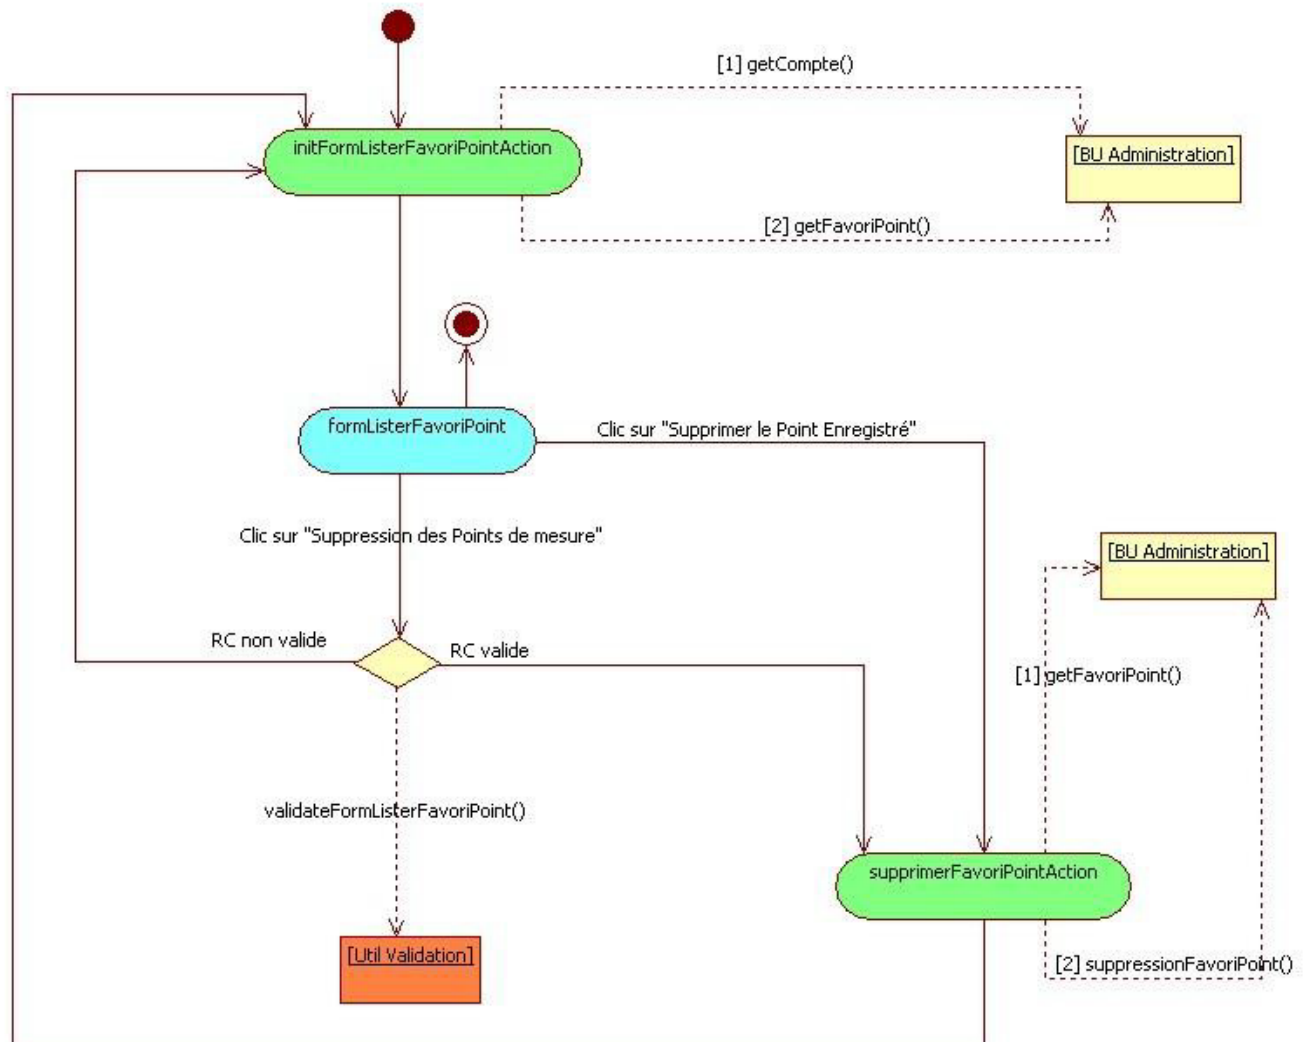 [1] getCompte()
initFormListerFavoriPointAction
[BU Administration]
[2] getFavoriPoint()
formListerFavoriPoint
Clic sur "Supprimer le Point Enregistré"
Clic sur "Suppression des Points de mesure"
[BU Administration]
RC non valide
RC valide
[1] getFavoriPoint()
validateFormListerFavoriPoint()
supprimerFavoriPointAction
[Util Validation]
[2] suppressionFavoriPoint()